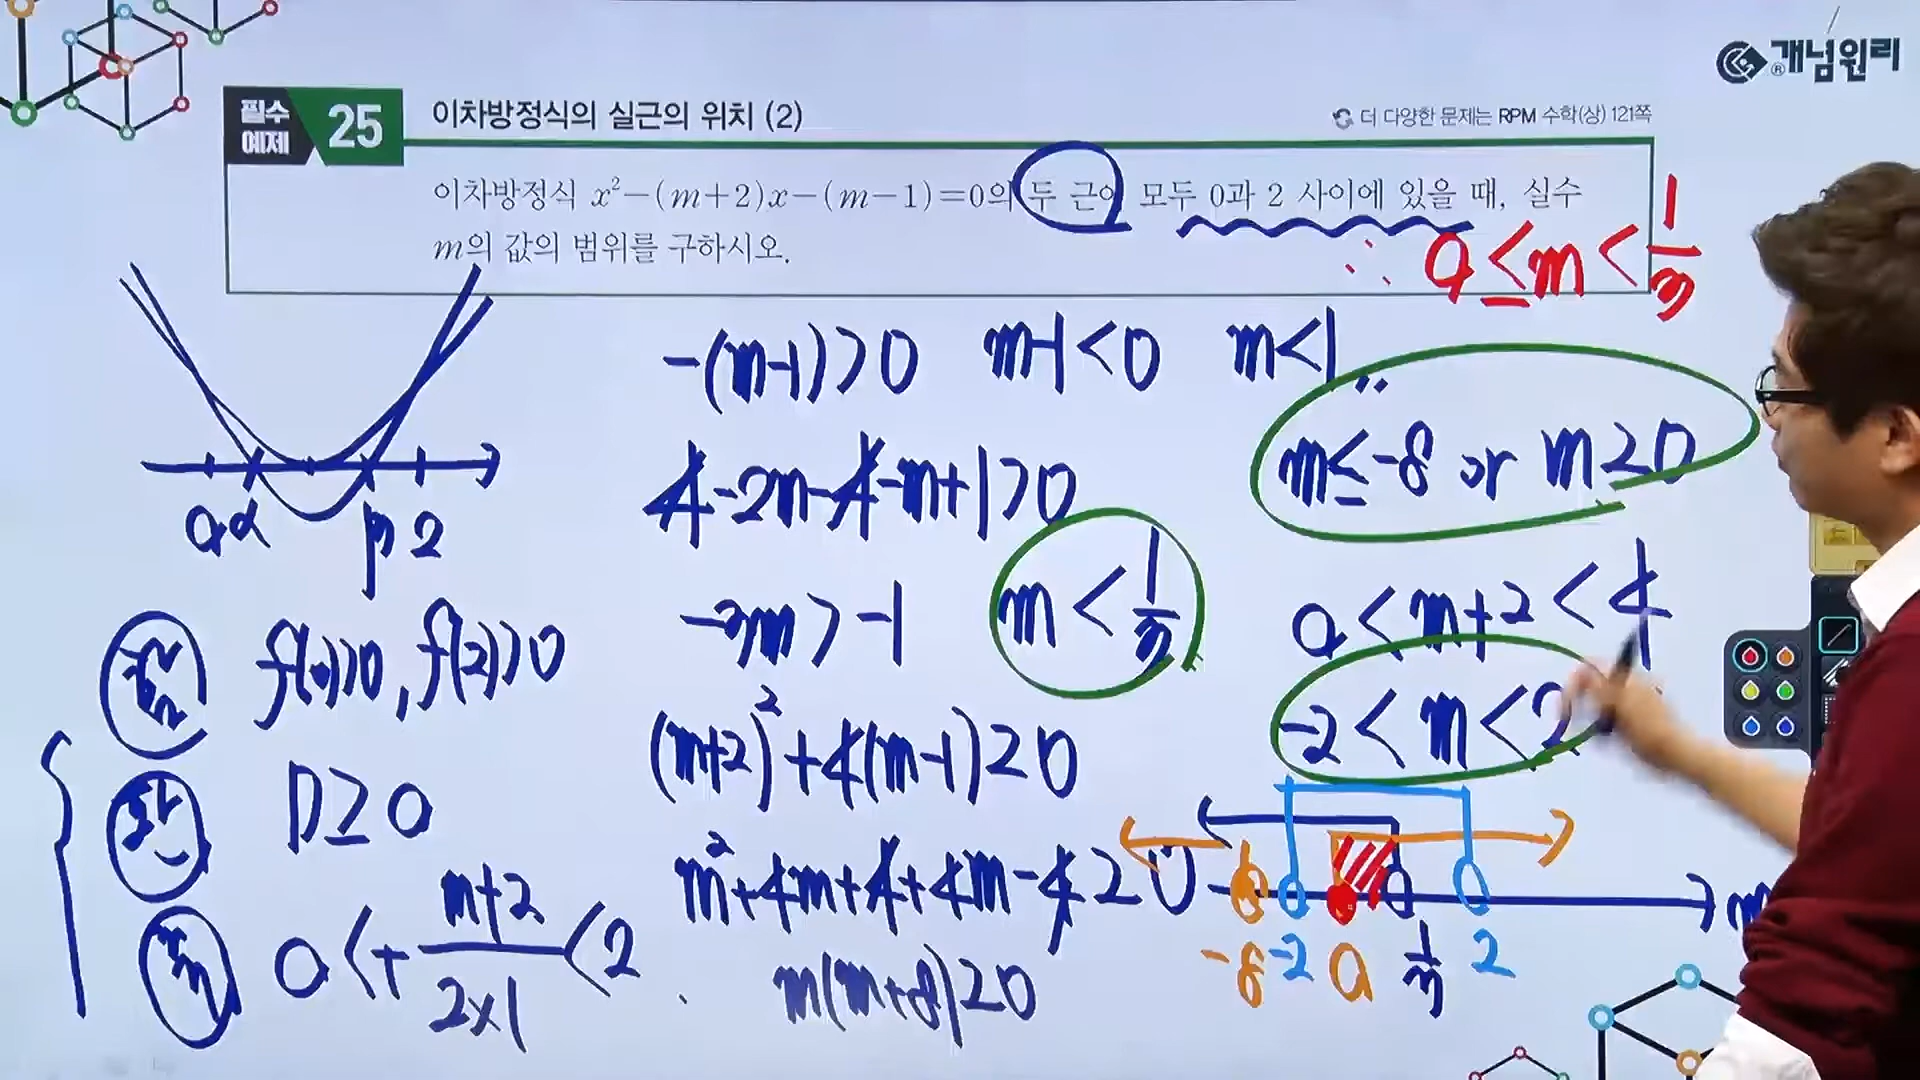 개념원리
필수 예제 25 이차방정식의 실근의 위치 (2)
더 다양한 문제는 RPM 수학(상) 121쪽
이차방정식 x²-(m+2)x-(m-1)=0의 두 근이 모두 0과 2 사이에 있을 때, 실수
m의 값의 범위를 구하시오.
∴ 0≤m<1/3
0 α β 2
f(0)>0, f(2)>0
D≥0
0<+(m+2)/(2×1)<2
-(m-1)>0 m-1<0 m<1
4-2m-4-m+1>0
-3m>-1 m<1/3
(m+2)²+4(m-1)≥0
m²+4m+4+4m-4≥0
m(m+8)≥0
m≤-8 or m≥0
0<m+2<4
-2<m<2
-8 -2 0 1/3 2 m